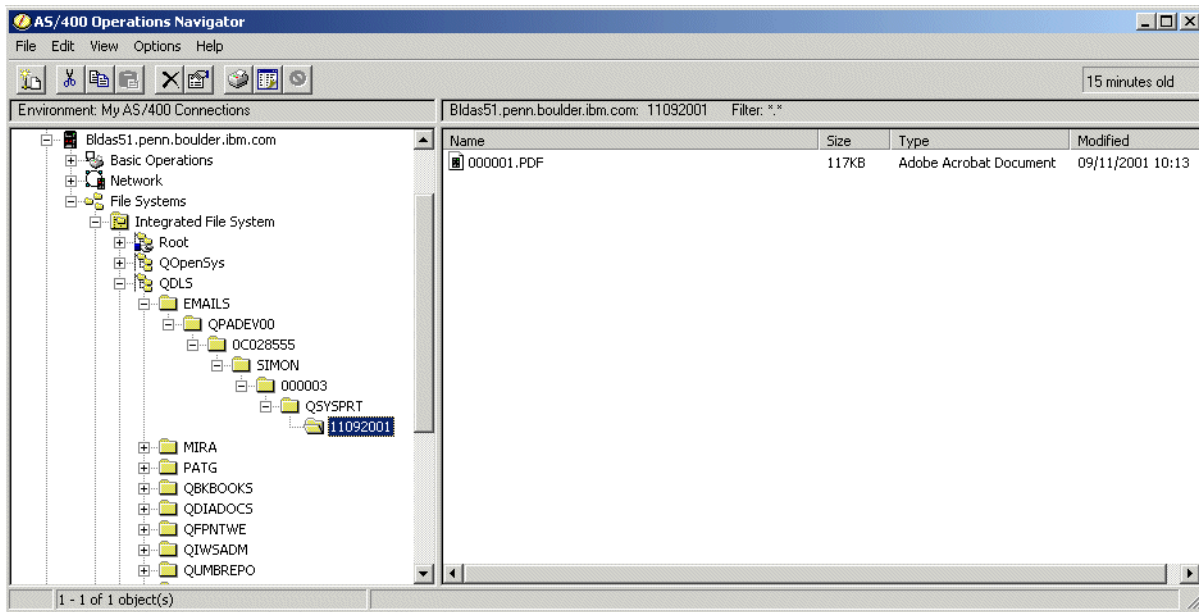 AS/400 Operations Navigator
File Edit View Options Help
15 minutes old
Environment: My AS/400 Connections
Bldas51.penn.boulder.ibm.com: 11092001 Filter: *.*
Bldas51.penn.boulder.ibm.com
Basic Operations
Network
File Systems
Integrated File System
Root
QOpenSys
QDLS
EMAILS
QPADEV00
0C028555
SIMON
000003
QSYSPRT
11092001
MIRA
PATG
QBKBOOKS
QDIADOCS
QFPNTWE
QIWSADM
QUMBREPO
Name Size Type Modified
000001.PDF 117KB Adobe Acrobat Document 09/11/2001 10:13
1 - 1 of 1 object(s)